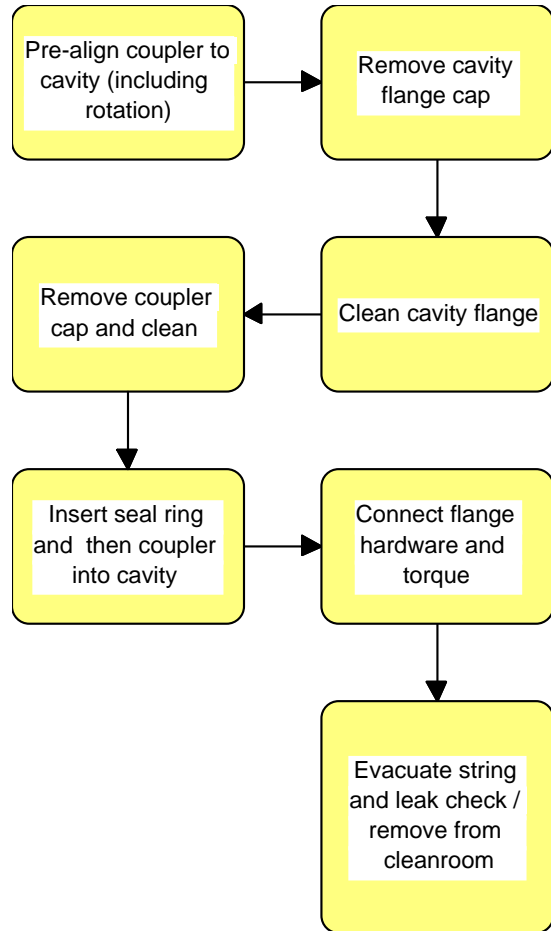 Pre-align coupler to
cavity (including
rotation)
Remove cavity
flange cap
Clean cavity flange
Remove coupler
cap and clean
Insert seal ring
and then coupler
into cavity
Connect flange
hardware and
torque
Evacuate string
and leak check /
remove from
cleanroom